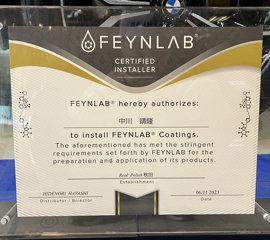 FEYNLAB®
CERTIFIED
INSTALLER
FEYNLAB® hereby authorizes:
中川 靖隆
to install FEYNLAB® Coatings.
The aforementioned has met the stringent
requirements set forth by FEYNLAB for the
preparation and application of its products.
Real Polish 秋田
Establishment
HIDENORI HAYASHI
Distributor / Director
06/11 2023
Date